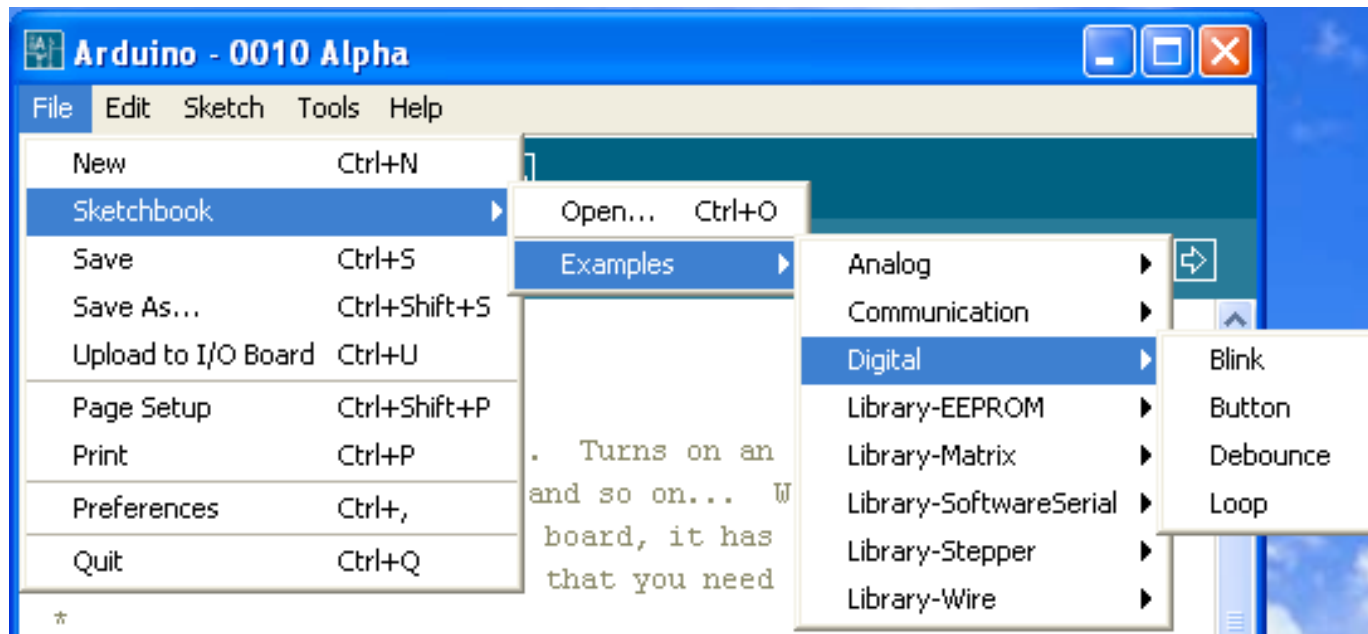 Arduino - 0010 Alpha
File Edit Sketch Tools Help
New Ctrl+N
Sketchbook
Save Ctrl+S
Save As... Ctrl+Shift+S
Upload to I/O Board Ctrl+U
Page Setup Ctrl+Shift+P
Print Ctrl+P
Preferences Ctrl+,
Quit Ctrl+Q
Open... Ctrl+O
Examples
Analog
Communication
Digital
Library-EEPROM
Library-Matrix
Library-SoftwareSerial
Library-Stepper
Library-Wire
Blink
Button
Debounce
Loop
. Turns on an
and so on... W
board, it has
that you need
*